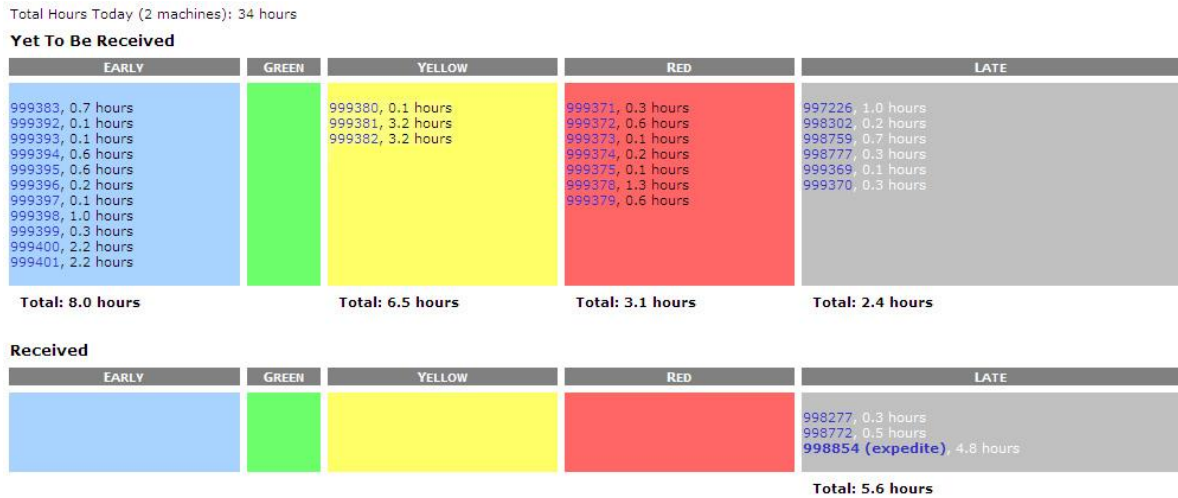 Total Hours Today (2 machines): 34 hours
Yet To Be Received
EARLY GREEN YELLOW RED LATE
999383, 0.7 hours
999392, 0.1 hours
999393, 0.1 hours
999394, 0.6 hours
999395, 0.6 hours
999396, 0.2 hours
999397, 0.1 hours
999398, 1.0 hours
999399, 0.3 hours
999400, 2.2 hours
999401, 2.2 hours
Total: 8.0 hours
999380, 0.1 hours
999381, 3.2 hours
999382, 3.2 hours
Total: 6.5 hours
999371, 0.3 hours
999372, 0.6 hours
999373, 0.1 hours
999374, 0.2 hours
999375, 0.1 hours
999378, 1.3 hours
999379, 0.6 hours
Total: 3.1 hours
997226, 1.0 hours
998302, 0.2 hours
998759, 0.7 hours
998777, 0.3 hours
999369, 0.1 hours
999370, 0.3 hours
Total: 2.4 hours
Received
EARLY GREEN YELLOW RED LATE
998277, 0.3 hours
998772, 0.5 hours
998854 (expedite), 4.8 hours
Total: 5.6 hours